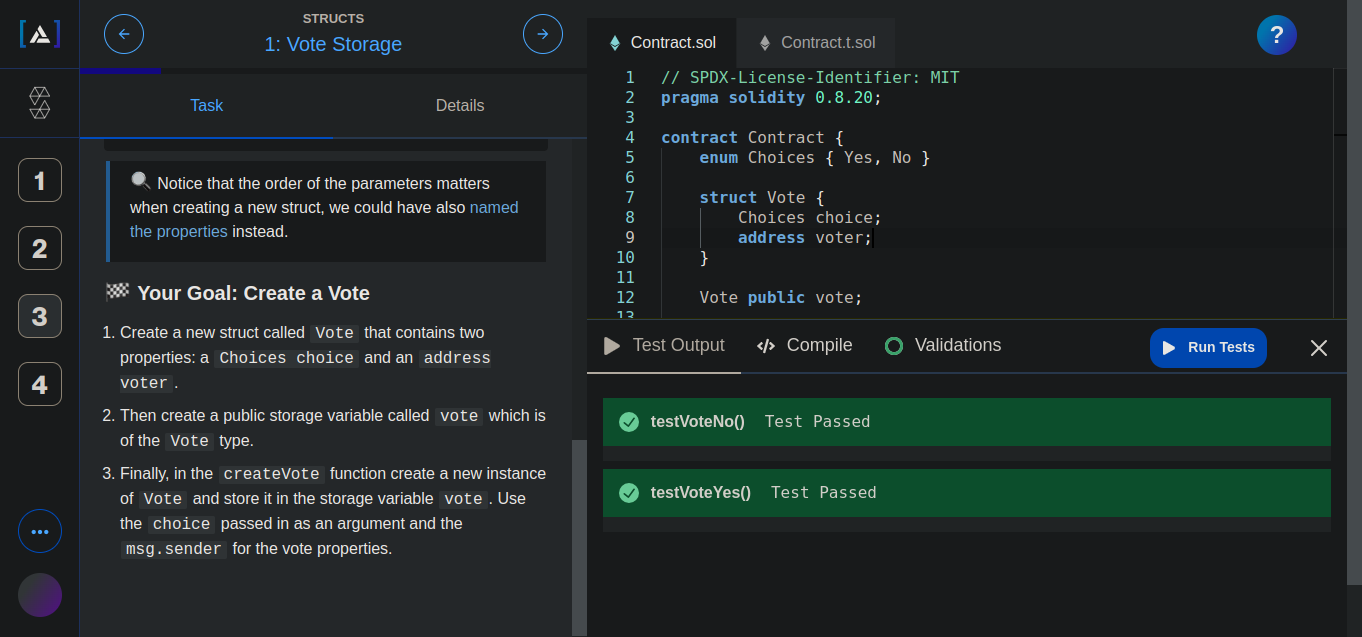 STRUCTS
1: Vote Storage
Task
Details
1
2
3
4
Notice that the order of the parameters matters
when creating a new struct, we could have also named
the properties instead.
Your Goal: Create a Vote
1. Create a new struct called Vote that contains two
properties: a Choices choice and an address
voter.
2. Then create a public storage variable called vote which is
of the Vote type.
3. Finally, in the createVote function create a new instance
of Vote and store it in the storage variable vote. Use
the choice passed in as an argument and the
msg.sender for the vote properties.
Contract.sol
Contract.t.sol
?
1 // SPDX-License-Identifier: MIT
2 pragma solidity 0.8.20;
3
4 contract Contract {
5 enum Choices { Yes, No }
6
7 struct Vote {
8 Choices choice;
9 address voter;
10 }
11
12 Vote public vote;
13
Test Output
Compile
Validations
Run Tests
testVoteNo() Test Passed
testVoteYes() Test Passed